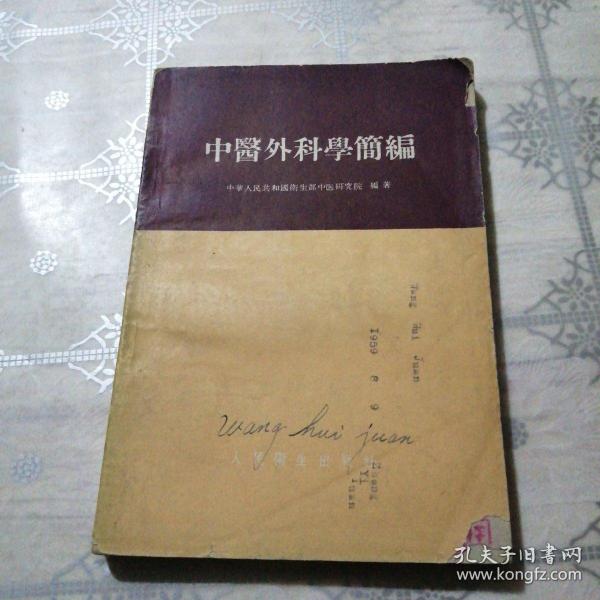 中醫外科學簡編
中華人民共和國衛生部中医研究院 編著
Wang Hui Juan
1959 8 9
wang hui juan
人民衛生出版社
孔夫子旧书网
www.kongfz.com